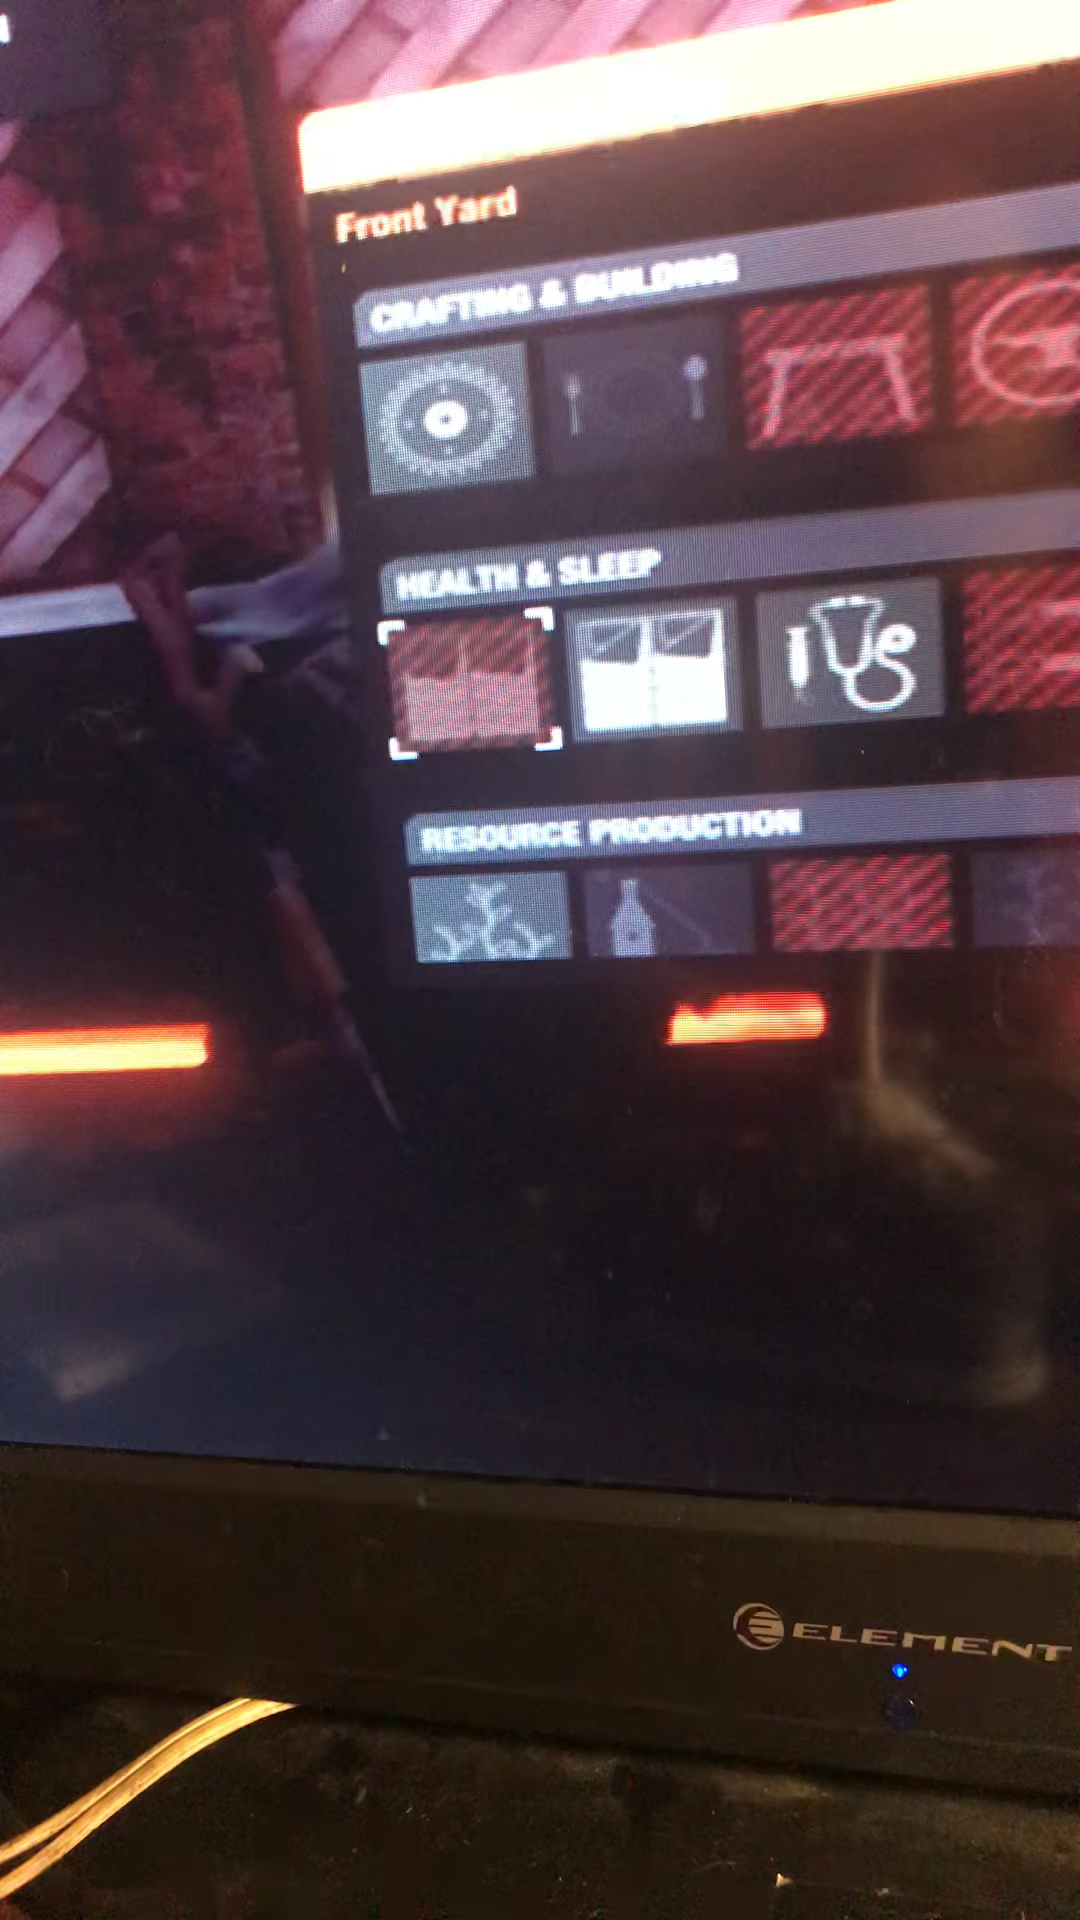 Front Yard
CRAFTING & BUILDING
HEALTH & SLEEP
RESOURCE PRODUCTION
ELEMENT